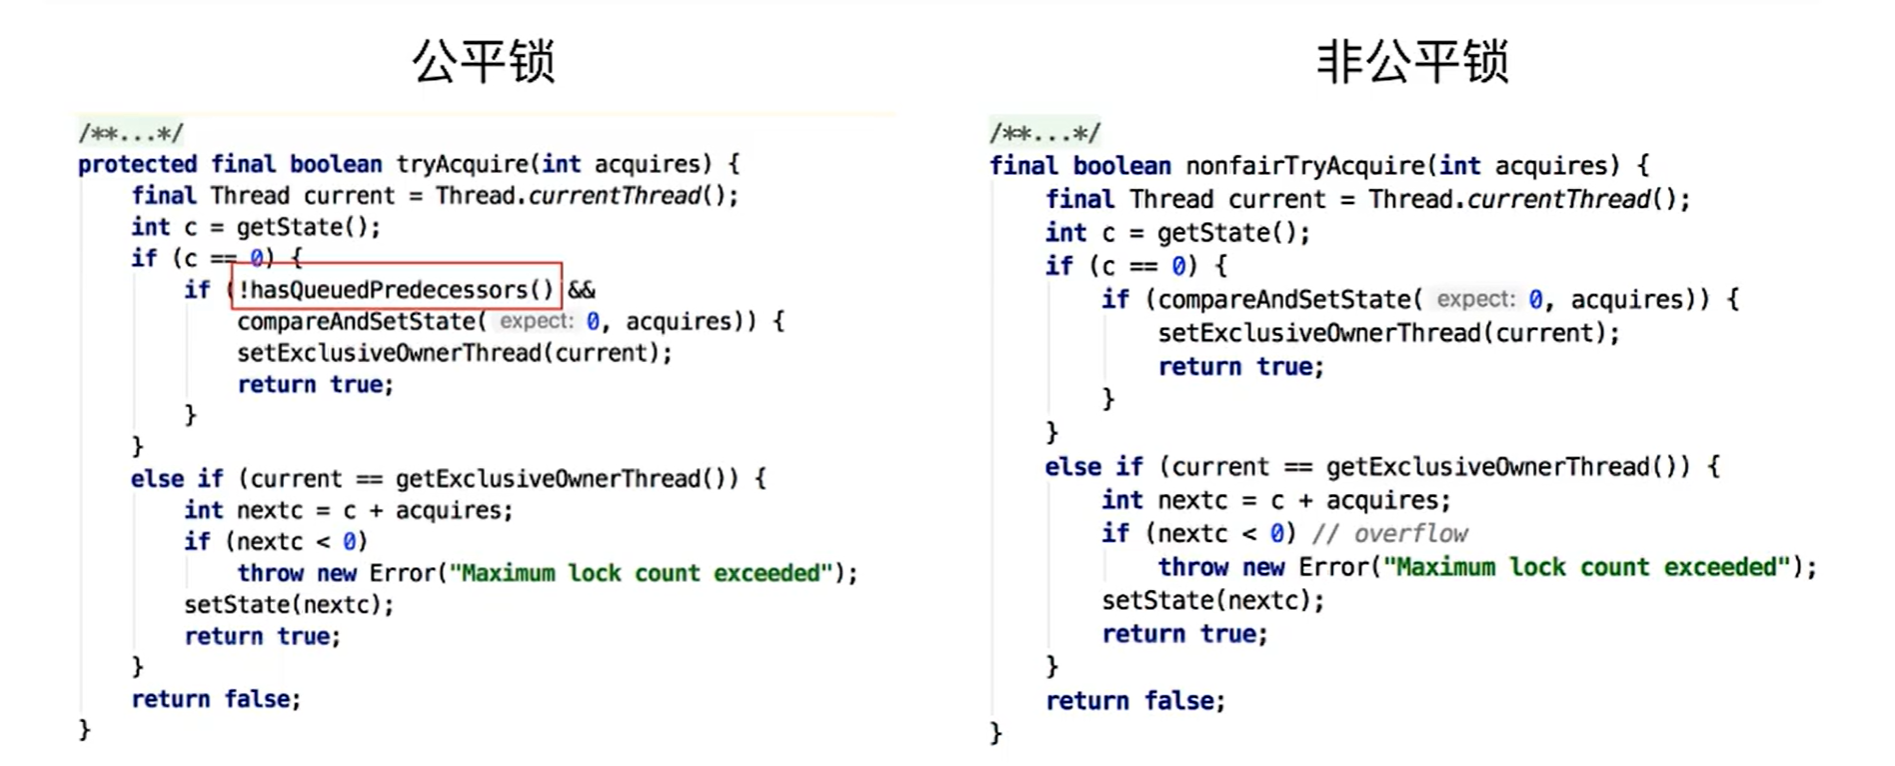 公平锁
/**...*/
protected final boolean tryAcquire(int acquires) {
    final Thread current = Thread.currentThread();
    int c = getState();
    if (c == 0) {
        if (!hasQueuedPredecessors() &&
            compareAndSetState( expect: 0, acquires)) {
            setExclusiveOwnerThread(current);
            return true;
        }
    }
    else if (current == getExclusiveOwnerThread()) {
        int nextc = c + acquires;
        if (nextc < 0)
            throw new Error("Maximum lock count exceeded");
        setState(nextc);
        return true;
    }
    return false;
}
非公平锁
/**...*/
final boolean nonfairTryAcquire(int acquires) {
    final Thread current = Thread.currentThread();
    int c = getState();
    if (c == 0) {
        if (compareAndSetState( expect: 0, acquires)) {
            setExclusiveOwnerThread(current);
            return true;
        }
    }
    else if (current == getExclusiveOwnerThread()) {
        int nextc = c + acquires;
        if (nextc < 0) // overflow
            throw new Error("Maximum lock count exceeded");
        setState(nextc);
        return true;
    }
    return false;
}